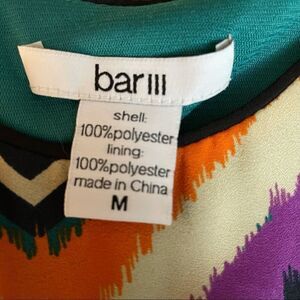 bar III
shell:
100%polyester
lining:
100%polyester
made in China
M